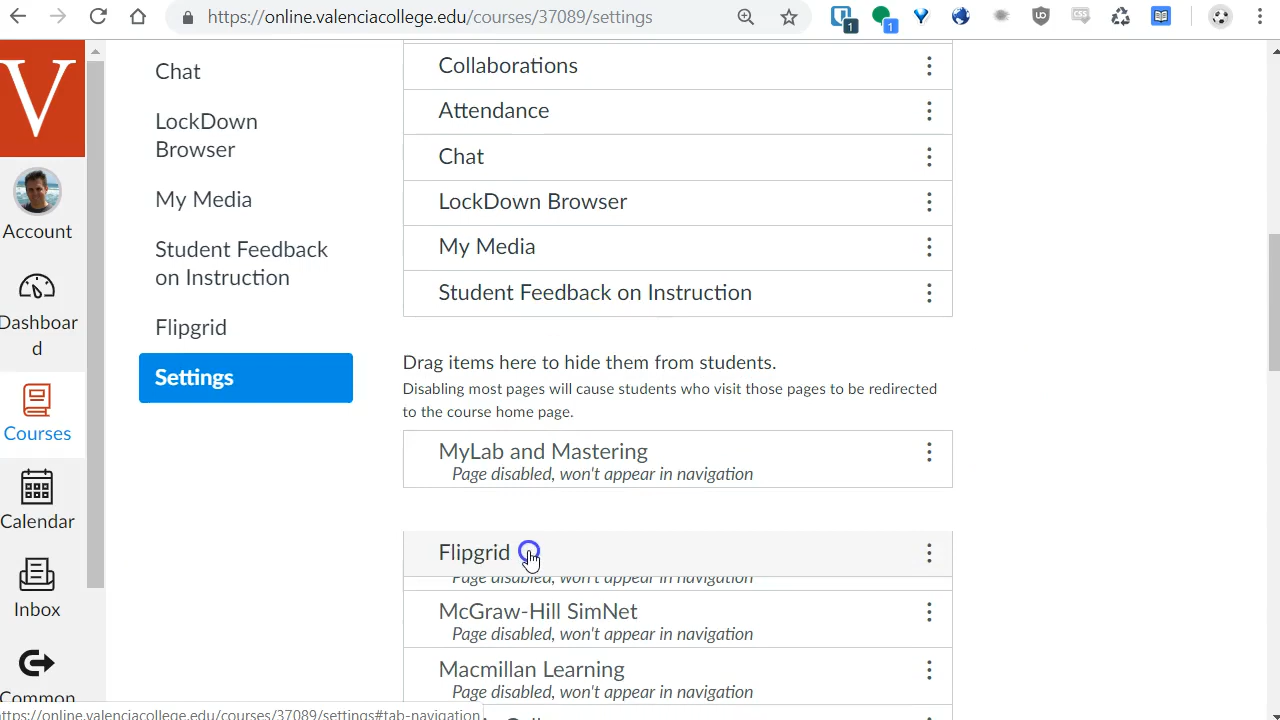 https://online.valenciacollege.edu/courses/37089/settings
1
1
V
Account
Dashboar
d
Courses
Calendar
Inbox
Common
Chat
LockDown
Browser
My Media
Student Feedback
on Instruction
Flipgrid
Settings
Collaborations
Attendance
Chat
LockDown Browser
My Media
Student Feedback on Instruction
Drag items here to hide them from students.
Disabling most pages will cause students who visit those pages to be redirected
to the course home page.
MyLab and Mastering
Page disabled, won't appear in navigation
Flipgrid
Page disabled, won't appear in navigation
McGraw-Hill SimNet
Page disabled, won't appear in navigation
Macmillan Learning
Page disabled, won't appear in navigation
https://online.valenciacollege.edu/courses/37089/settings#tab-navigation